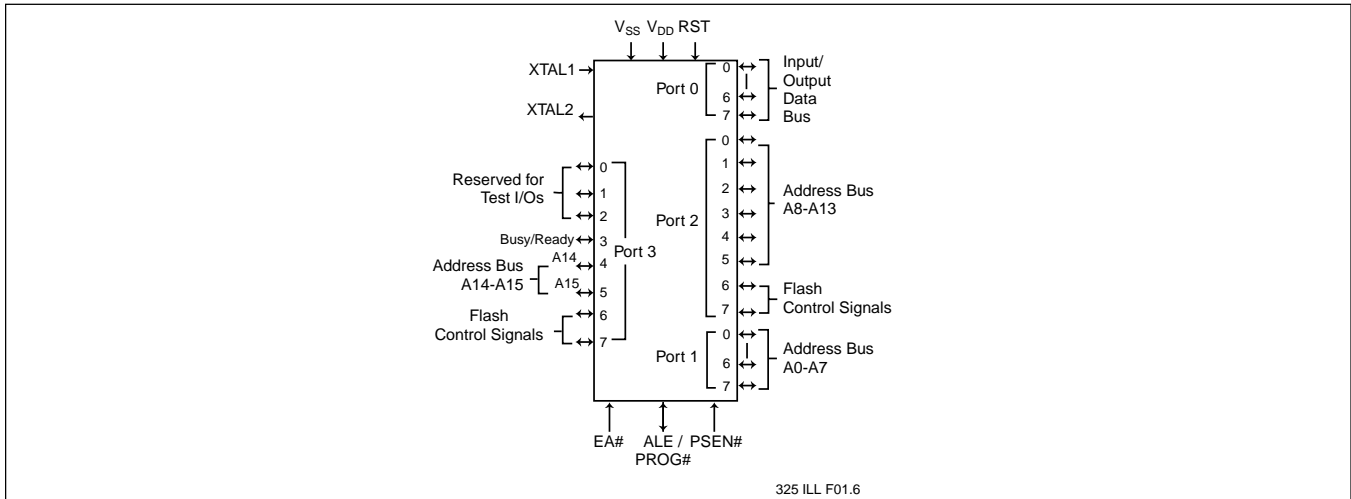 VSS VDD RST
XTAL1
XTAL2
Port 0
0
6
7
Input/
Output
Data
Bus
Reserved for
Test I/Os
Busy/Ready
A14
Address Bus
A14-A15
A15
Flash
Control Signals
0
1
2
3
4
5
6
7
Port 3
Port 2
0
1
2
3
4
5
6
7
Address Bus
A8-A13
Flash
Control Signals
Port 1
0
6
7
Address Bus
A0-A7
EA#
ALE /
PROG#
PSEN#
325 ILL F01.6